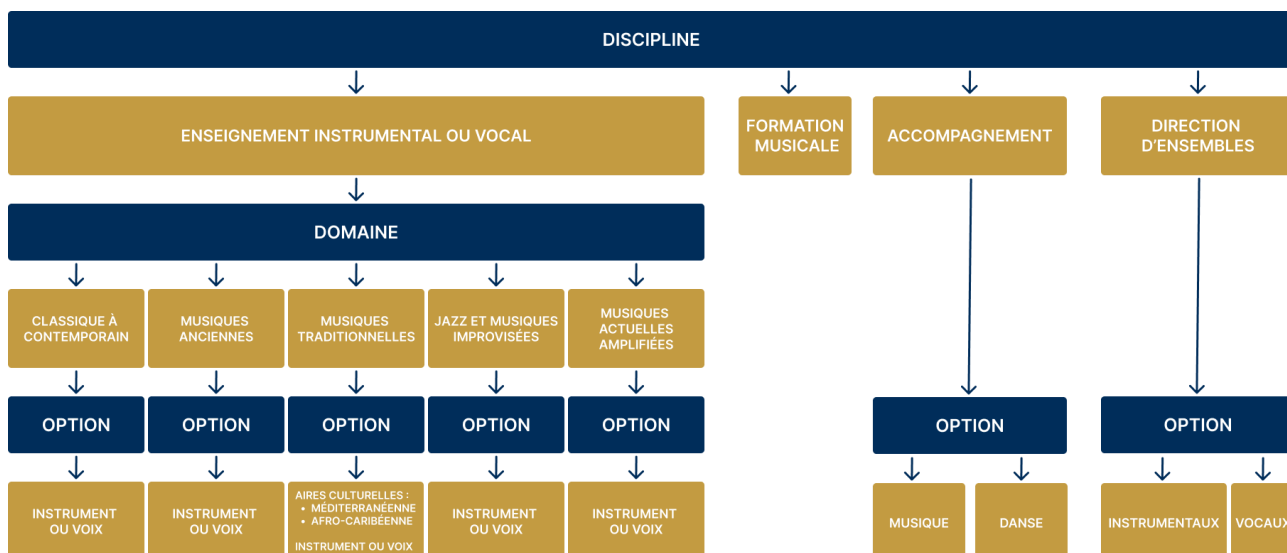 DISCIPLINE
ENSEIGNEMENT INSTRUMENTAL OU VOCAL
FORMATION
MUSICALE
ACCOMPAGNEMENT
DIRECTION
D'ENSEMBLES
DOMAINE
CLASSIQUE À
CONTEMPORAIN
MUSIQUES
ANCIENNES
MUSIQUES
TRADITIONNELLES
JAZZ ET MUSIQUES
IMPROVISÉES
MUSIQUES
ACTUELLES
AMPLIFIÉES
OPTION
OPTION
OPTION
OPTION
OPTION
OPTION
OPTION
INSTRUMENT
OU VOIX
INSTRUMENT
OU VOIX
AIRES CULTURELLES :
• MÉDITERRANÉENNE
• AFRO-CARIBÉENNE
INSTRUMENT OU VOIX
INSTRUMENT
OU VOIX
INSTRUMENT
OU VOIX
MUSIQUE
DANSE
INSTRUMENTAUX
VOCAUX